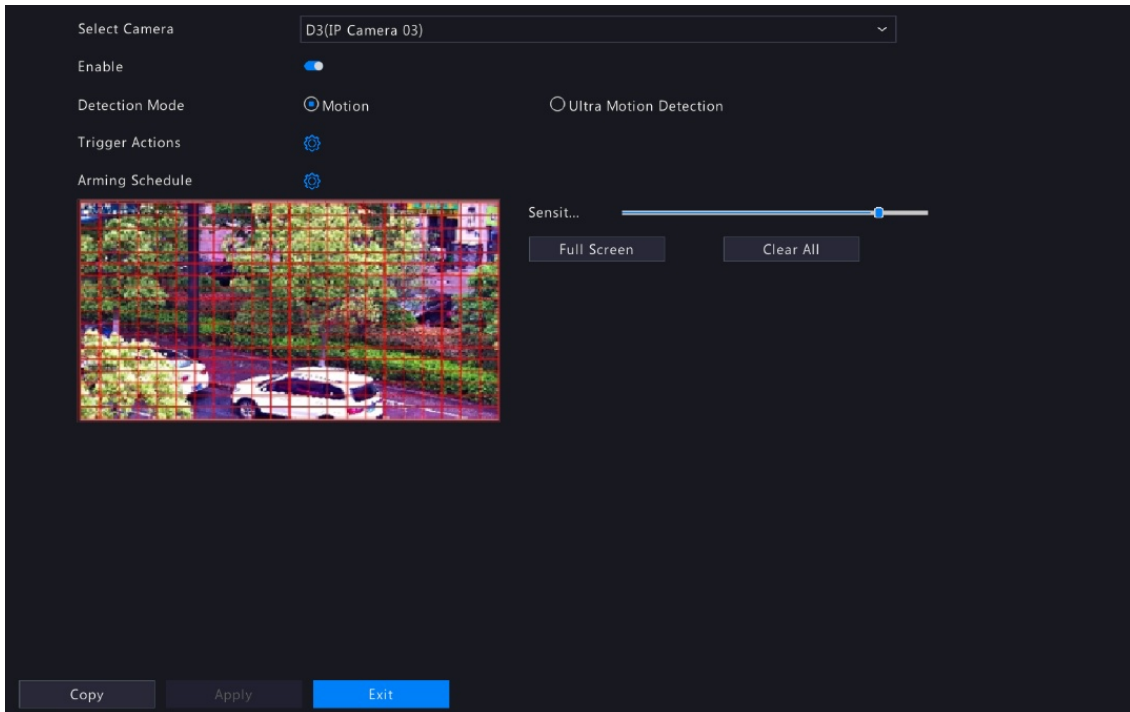 Select Camera D3(IP Camera 03)
Enable
Detection Mode Motion Ultra Motion Detection
Trigger Actions
Arming Schedule
Sensit...
Full Screen Clear All
Copy Apply Exit